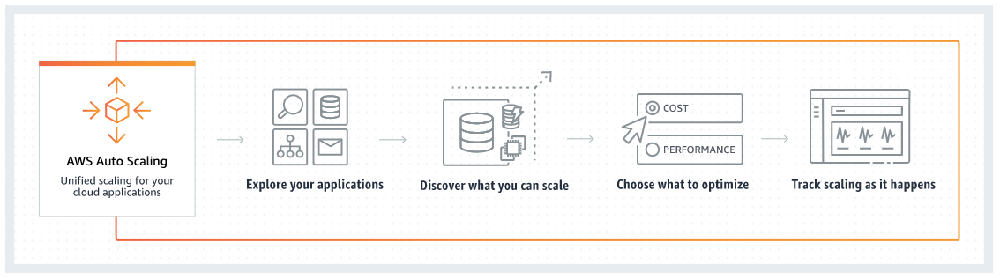 AWS Auto Scaling
Unified scaling for your
cloud applications
Explore your applications
Discover what you can scale
COST
PERFORMANCE
Choose what to optimize
Track scaling as it happens